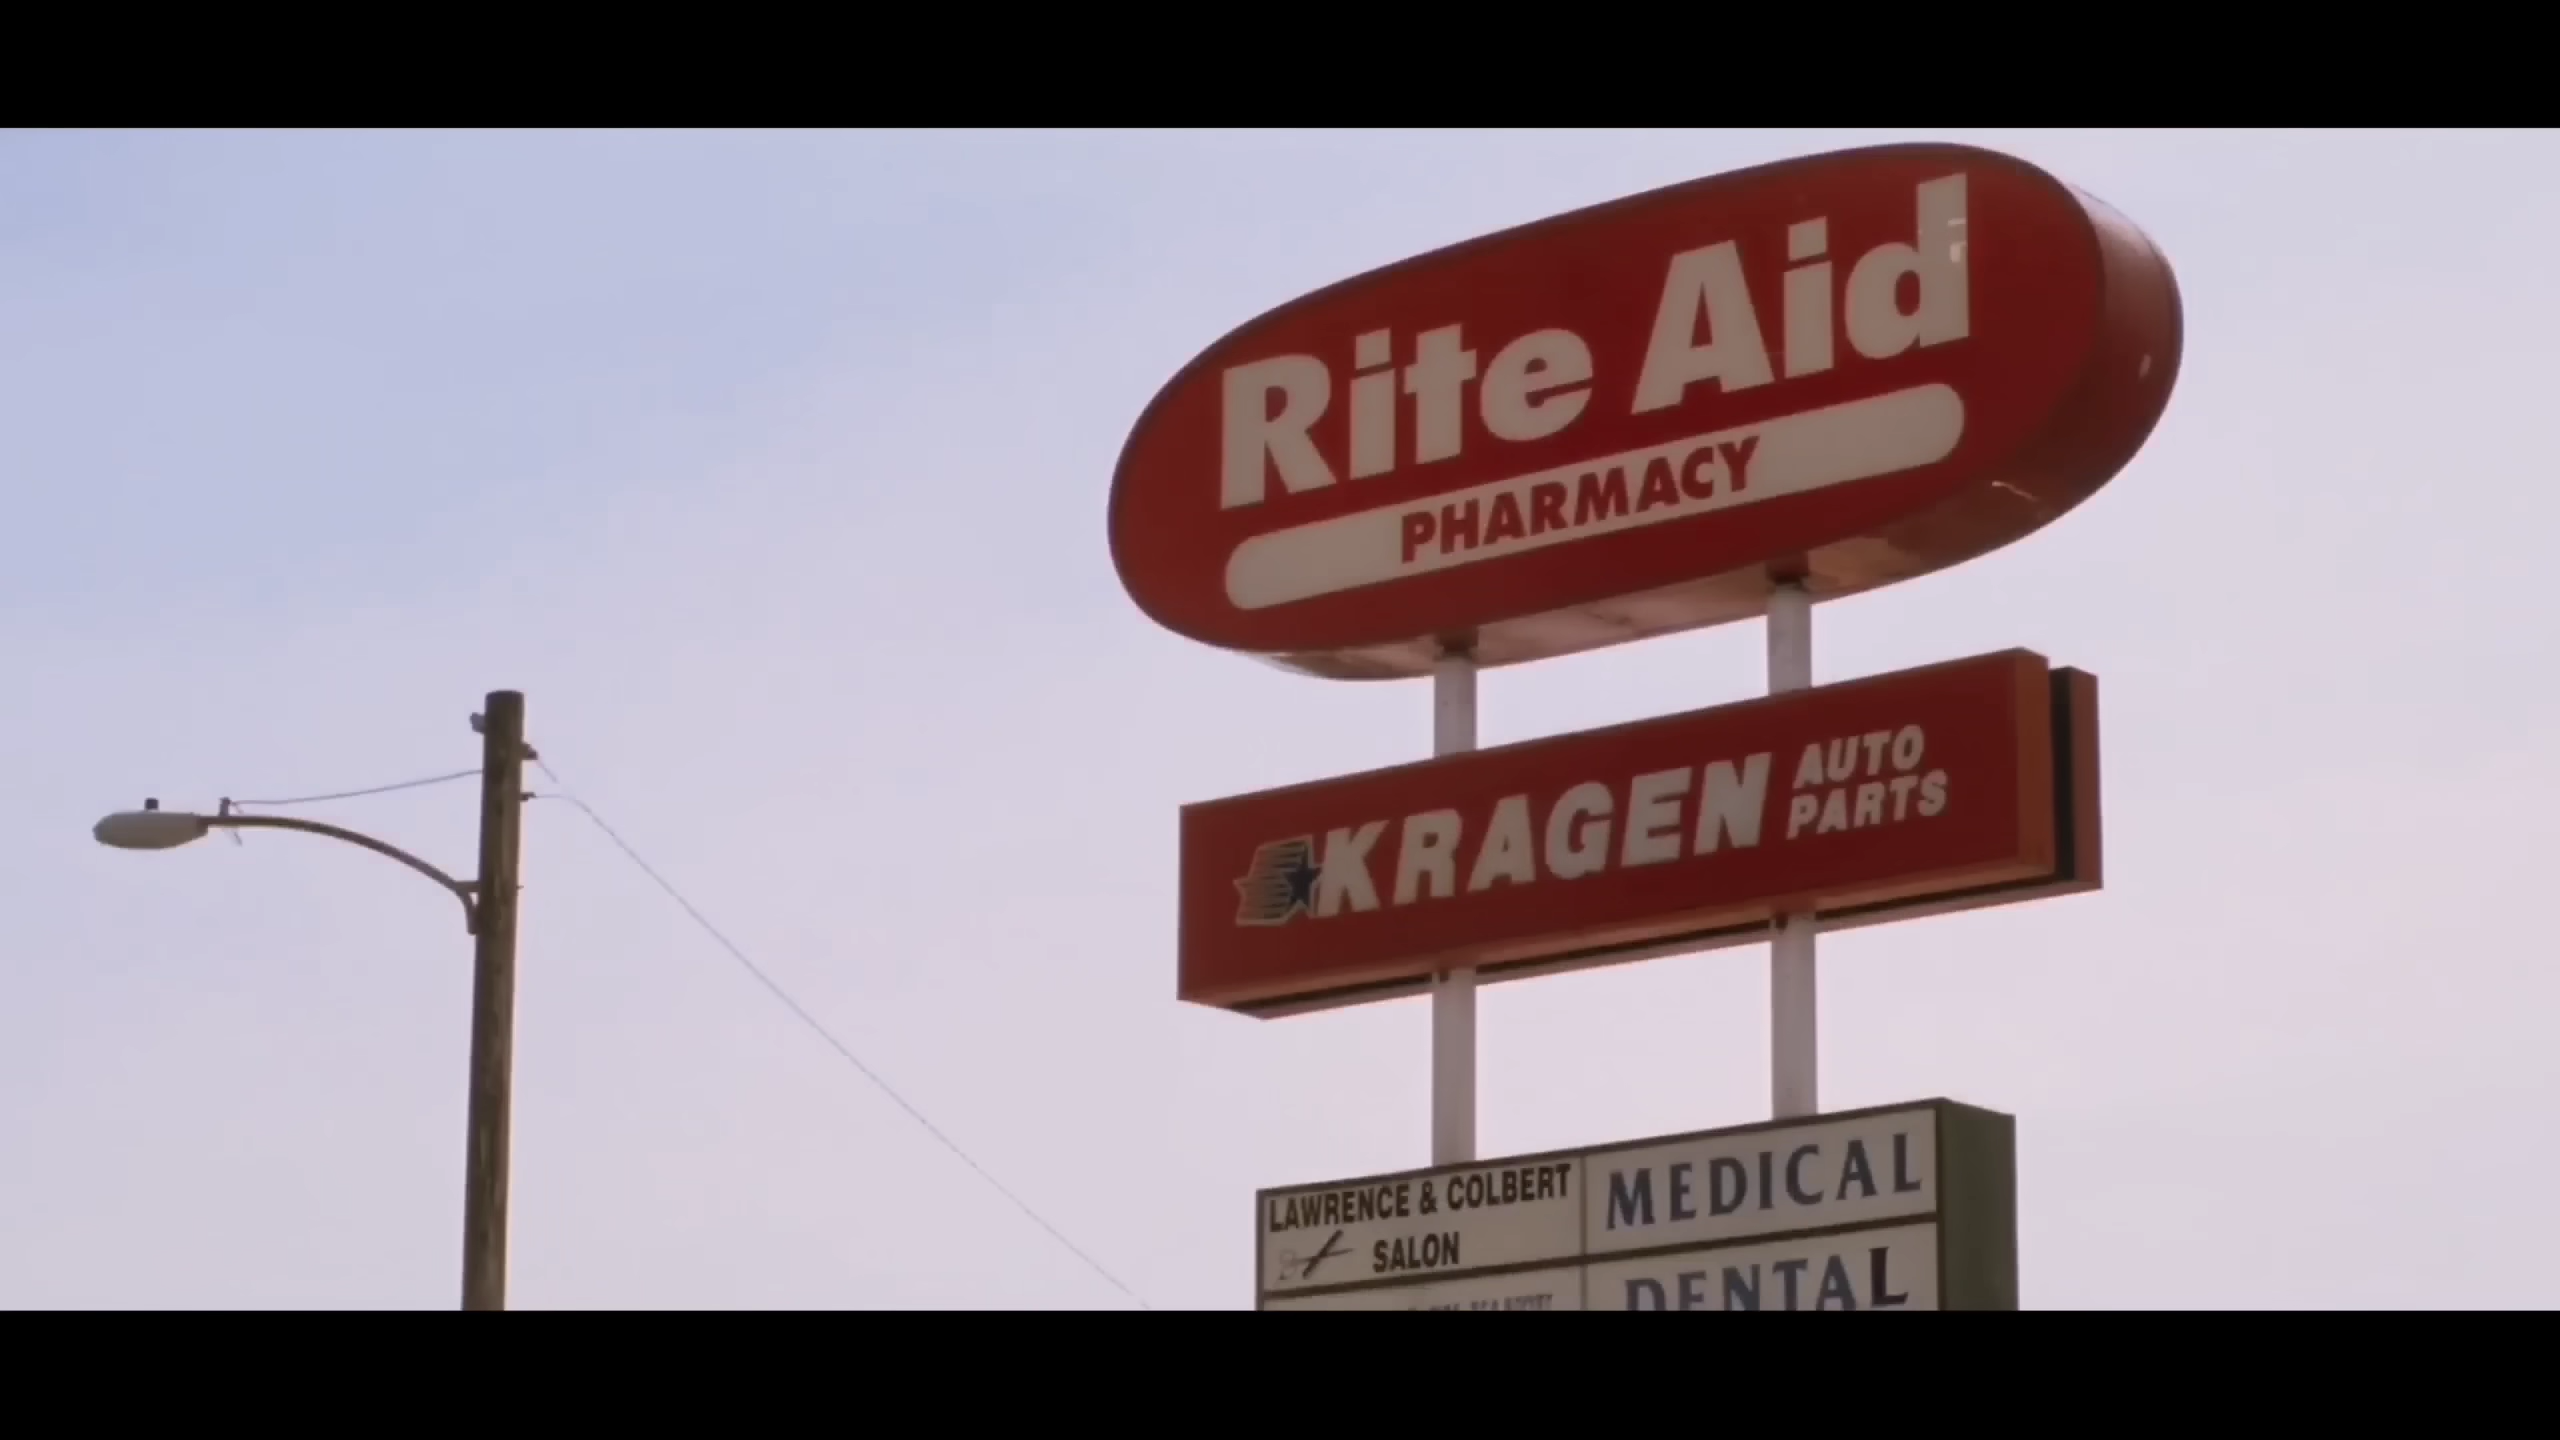 Rite Aid
PHARMACY
KRAGEN AUTO PARTS
LAWRENCE & COLBERT
SALON
MEDICAL
DENTAL